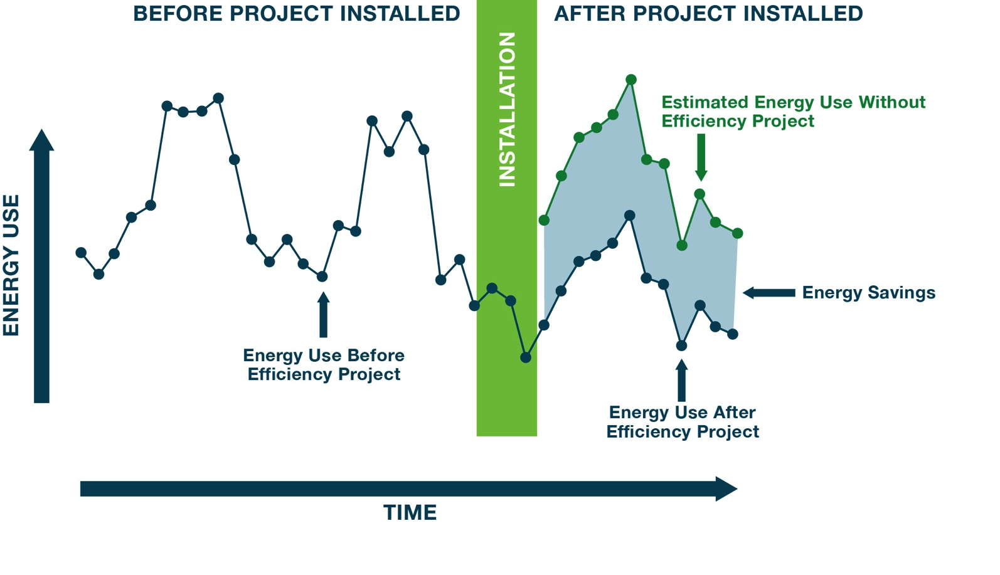 BEFORE PROJECT INSTALLED
AFTER PROJECT INSTALLED
INSTALLATION
Estimated Energy Use Without
Efficiency Project
ENERGY USE
Energy Savings
Energy Use Before
Efficiency Project
Energy Use After
Efficiency Project
TIME